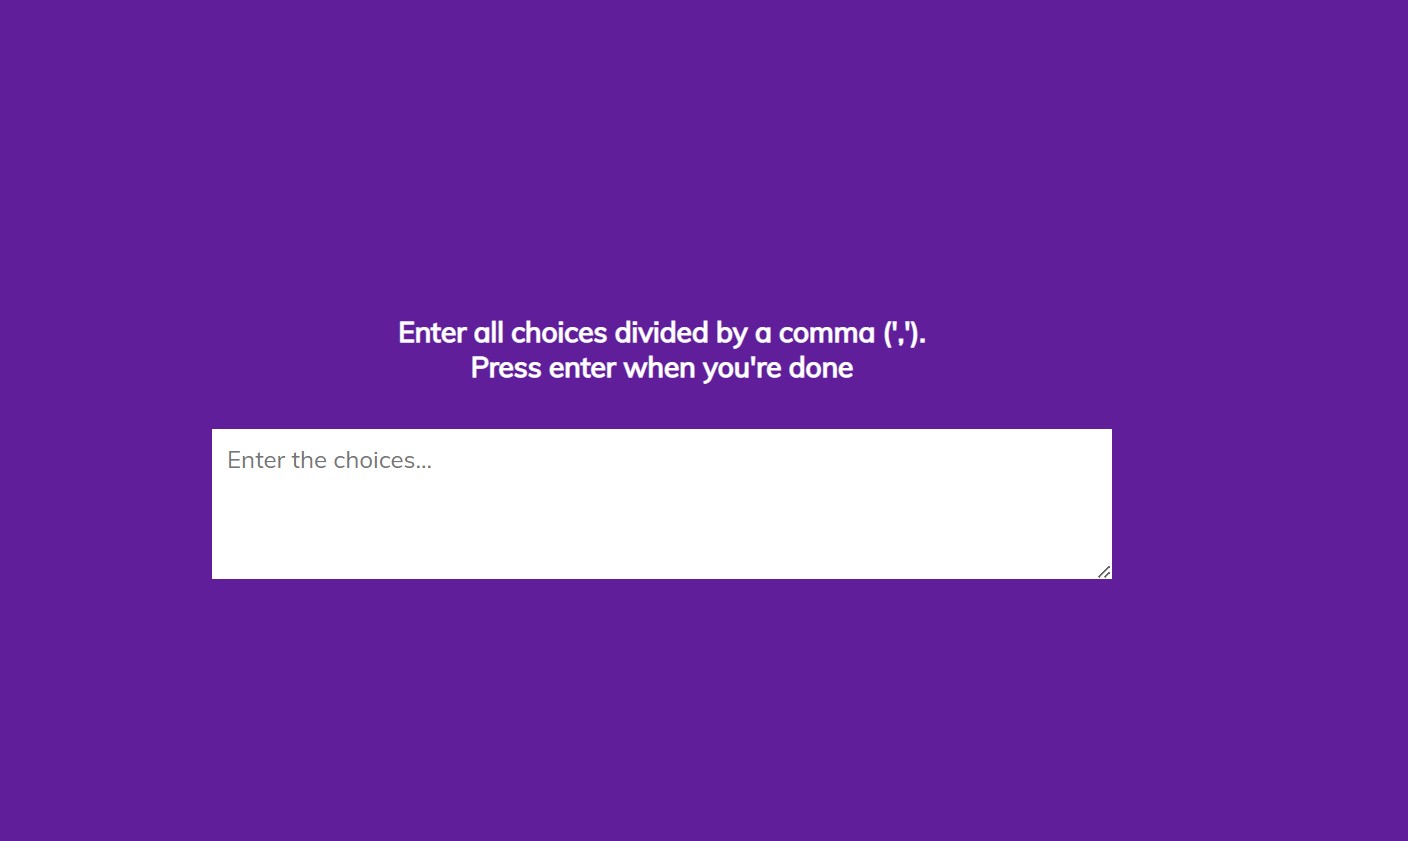 Enter all choices divided by a comma (',').
Press enter when you're done
Enter the choices...